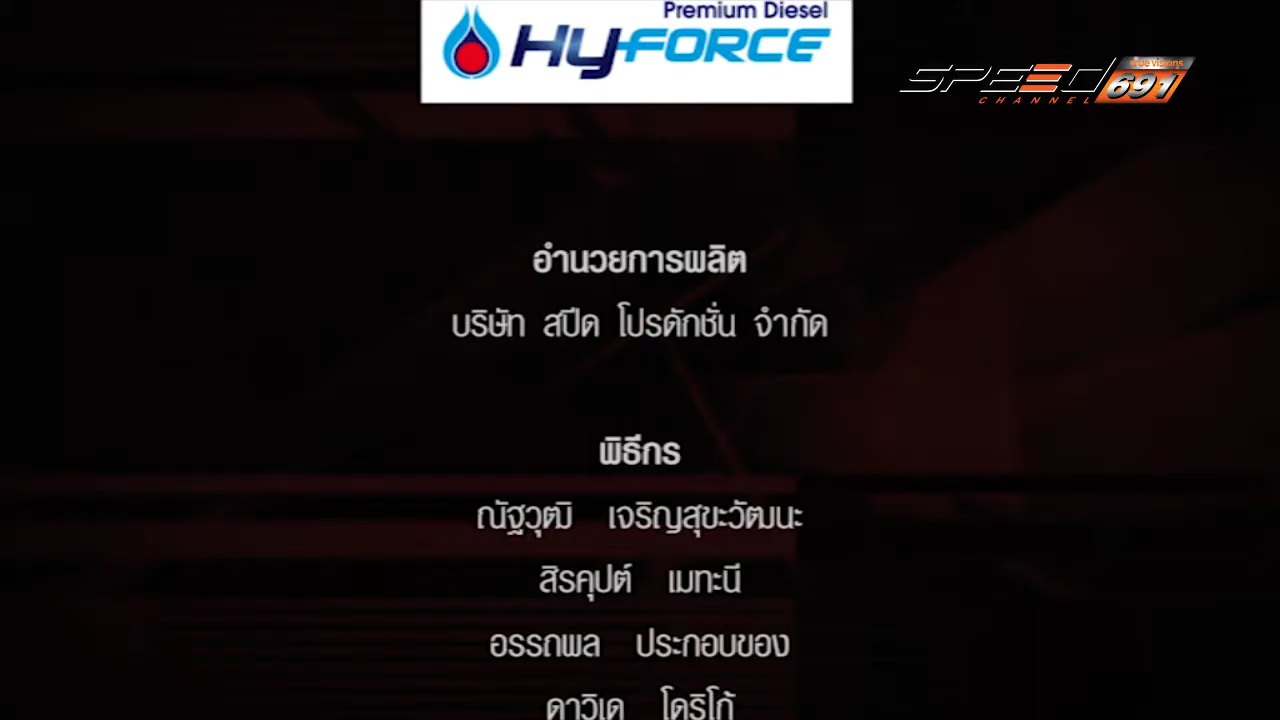 Premium Diesel
HyFORCE
true visions
SPEED 691
CHANNEL
อำนวยการผลิต
บริษัท สปีด โปรดักชั่น จำกัด
พิธีกร
ณัฐวุฒิ เจริญสุขะวัฒนะ
สิรคุปต์ เมทะนี
อรรถพล ประกอบของ
ดาวิเด โดริโก้